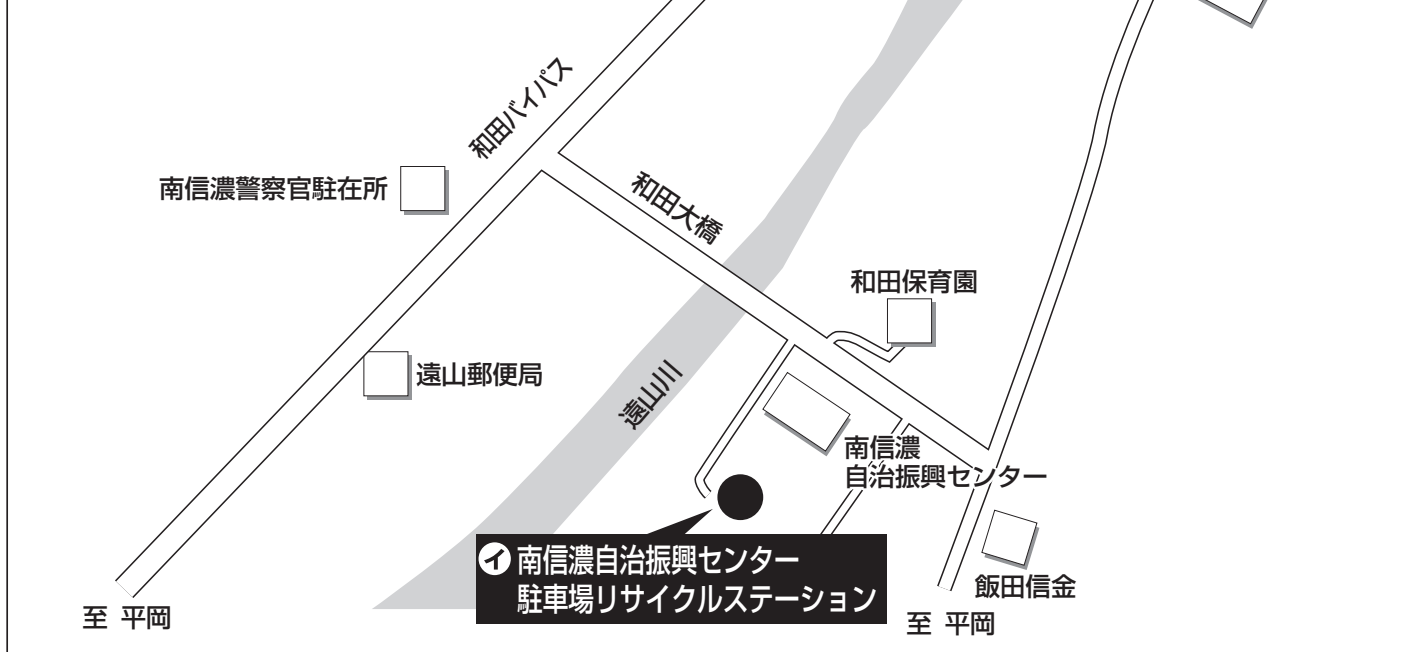 和田バイパス
南信濃警察官駐在所
和田大橋
和田保育園
遠山郵便局
遠山川
南信濃
自治振興センター
イ 南信濃自治振興センター
駐車場リサイクルステーション
飯田信金
至 平岡
至 平岡